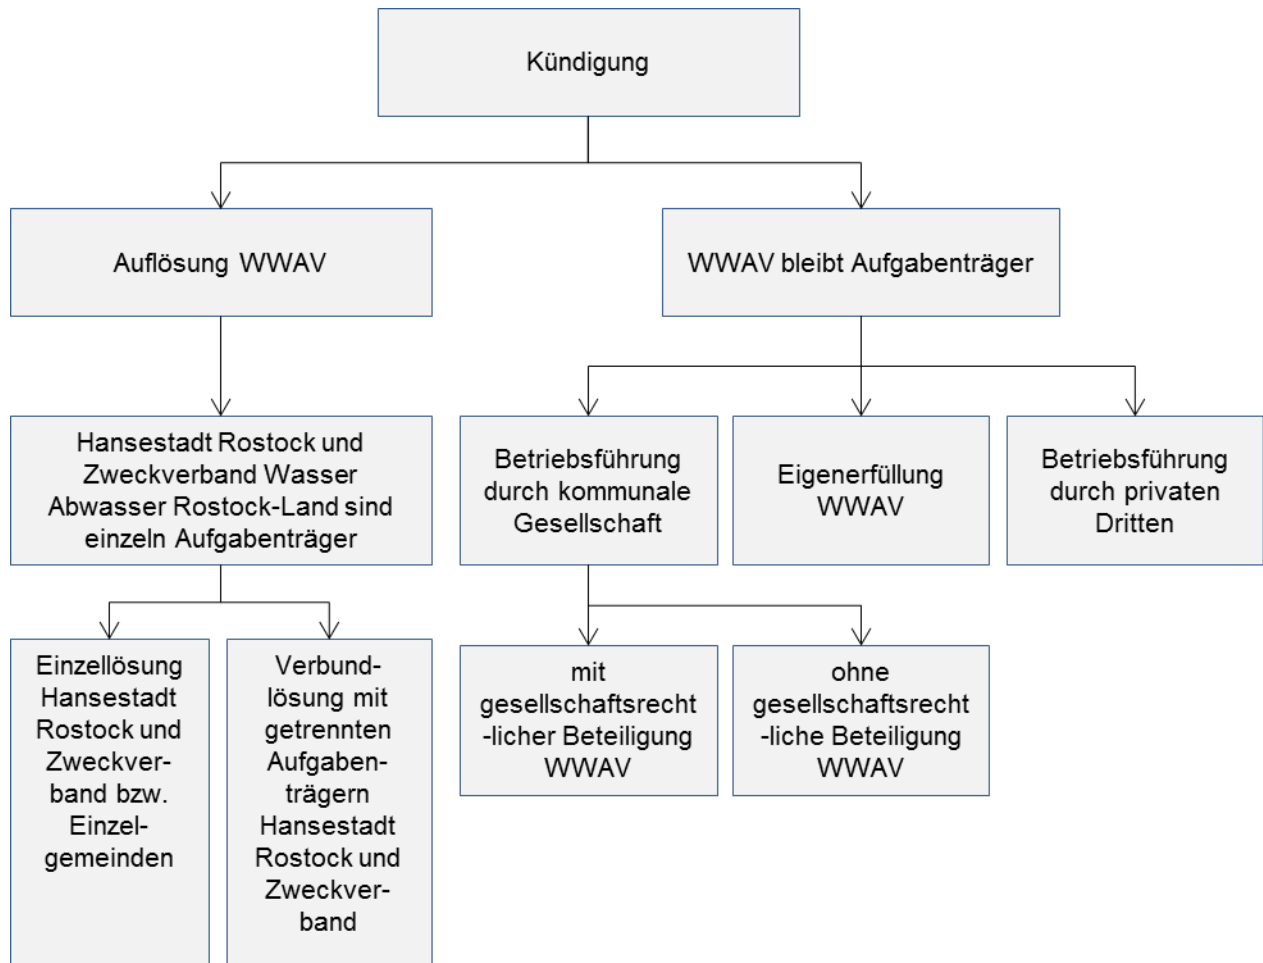 Kündigung
Auflösung WWAV
WWAV bleibt Aufgabenträger
Hansestadt Rostock und
Zweckverband Wasser
Abwasser Rostock-Land sind
einzeln Aufgabenträger
Betriebsführung
durch kommunale
Gesellschaft
Eigenerfüllung
WWAV
Betriebsführung
durch privaten
Dritten
Einzellösung
Hansestadt
Rostock und
Zweckver-
band bzw.
Einzel-
gemeinden
Verbund-
lösung mit
getrennten
Aufgaben-
trägern
Hansestadt
Rostock und
Zweckver-
band
mit
gesellschaftsrecht
-licher Beteiligung
WWAV
ohne
gesellschaftsrecht
-liche Beteiligung
WWAV